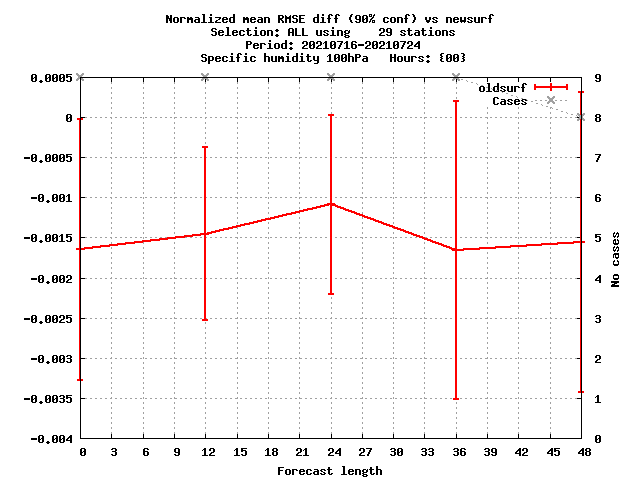 Normalized mean RMSE diff (90% conf) vs newsurf
Selection: ALL using    29 stations
Period: 20210716-20210724
Specific humidity 100hPa   Hours: {00}
oldsurf
Cases
0.0005
0
-0.0005
-0.001
-0.0015
-0.002
-0.0025
-0.003
-0.0035
-0.004
9
8
7
6
5
4
3
2
1
0
No cases
0 3 6 9 12 15 18 21 24 27 30 33 36 39 42 45 48
Forecast length